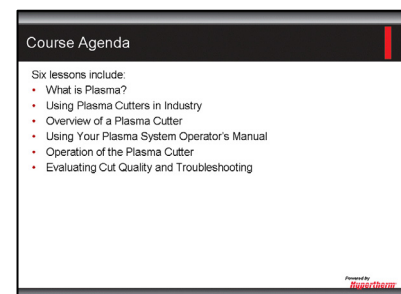 Course Agenda
Six lessons include:
• What is Plasma?
• Using Plasma Cutters in Industry
• Overview of a Plasma Cutter
• Using Your Plasma System Operator's Manual
• Operation of the Plasma Cutter
• Evaluating Cut Quality and Troubleshooting
Powered by
Hypertherm